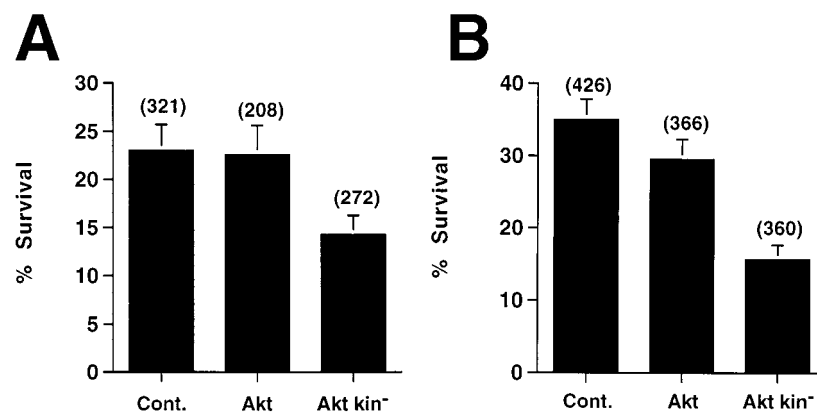 A
% Survival
30
25
20
15
10
5
0
(321)
(208)
(272)
Cont.
Akt
Akt kin⁻
B
% Survival
40
30
20
10
0
(426)
(366)
(360)
Cont.
Akt
Akt kin⁻